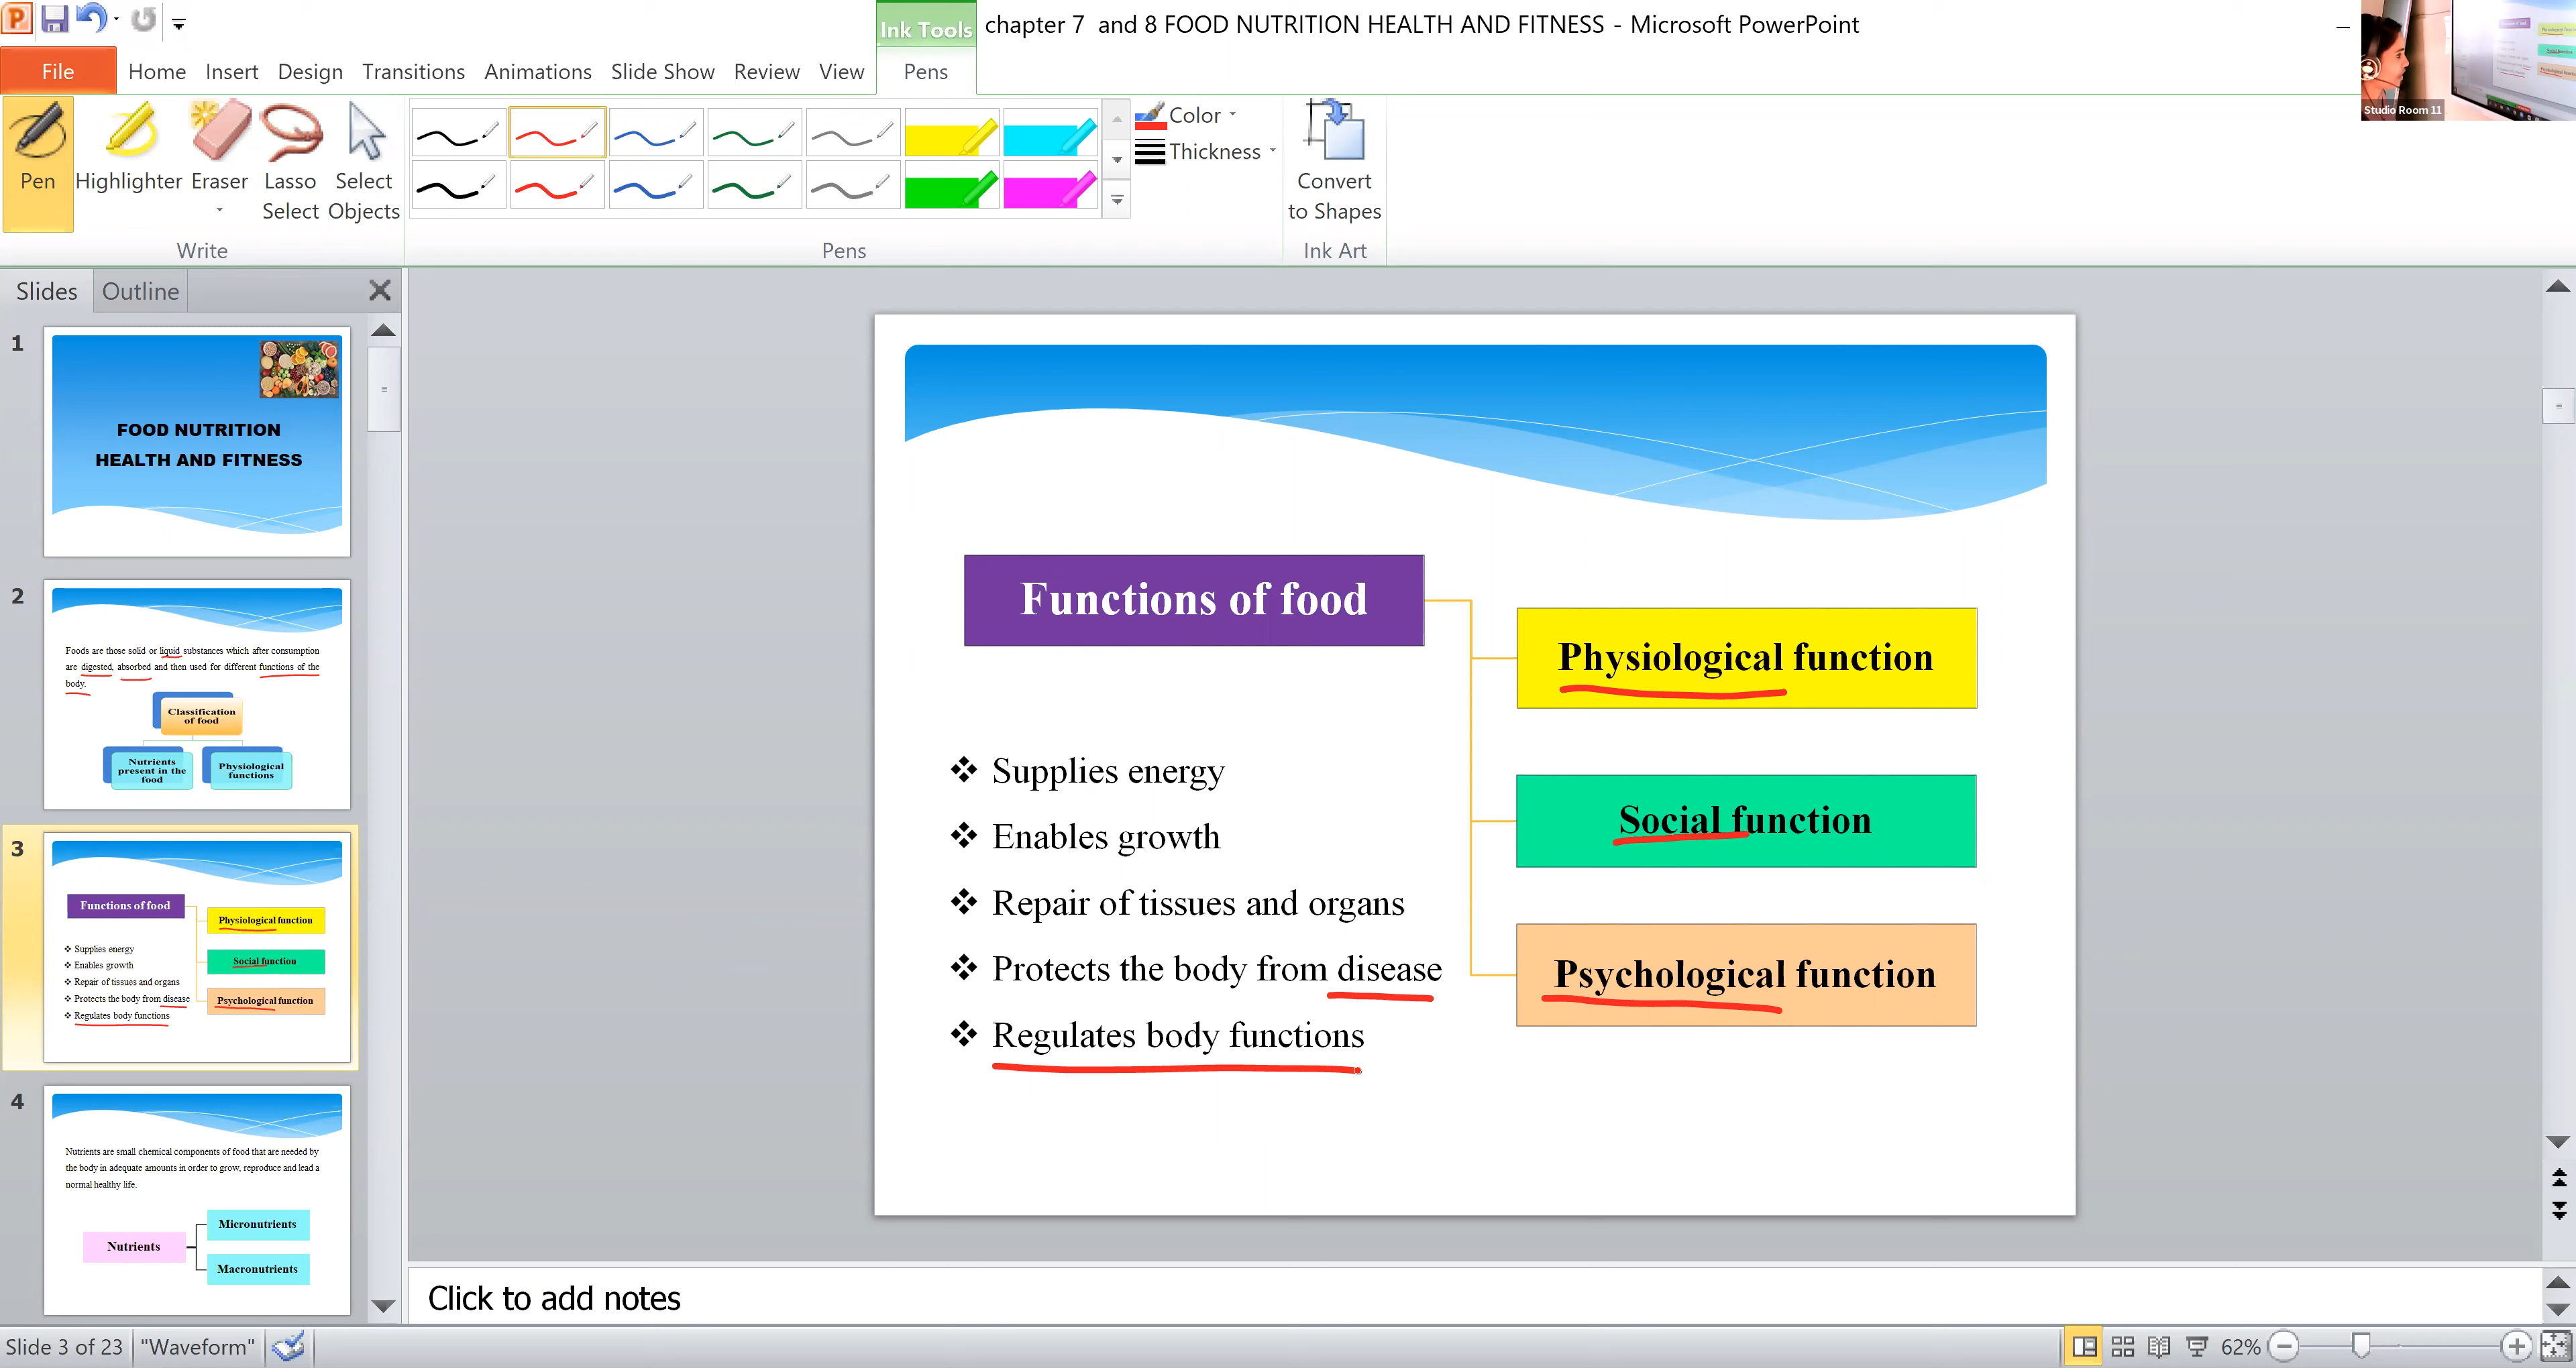 chapter 7 and 8 FOOD NUTRITION HEALTH AND FITNESS - Microsoft PowerPoint
Ink Tools
File Home Insert Design Transitions Animations Slide Show Review View Pens
Studio Room 11
Pen Highlighter Eraser Lasso Select Select Objects
Color
Thickness
Convert to Shapes
Write Pens Ink Art
Slides Outline
1
FOOD NUTRITION
HEALTH AND FITNESS
2
Foods are those solid or liquid substances which after consumption
are digested, absorbed and then used for different functions of the
body.
Classification
of food
Nutrients
present in the
food
Physiological
functions
3
Functions of food
Physiological function
Social function
Psychological function
❖ Supplies energy
❖ Enables growth
❖ Repair of tissues and organs
❖ Protects the body from disease
❖ Regulates body functions
4
Nutrients are small chemical components of food that are needed by
the body in adequate amounts in order to grow, reproduce and lead a
normal healthy life.
Nutrients
Micronutrients
Macronutrients
Functions of food
Physiological function
Social function
Psychological function
❖ Supplies energy
❖ Enables growth
❖ Repair of tissues and organs
❖ Protects the body from disease
❖ Regulates body functions
Click to add notes
Slide 3 of 23 "Waveform" 62%